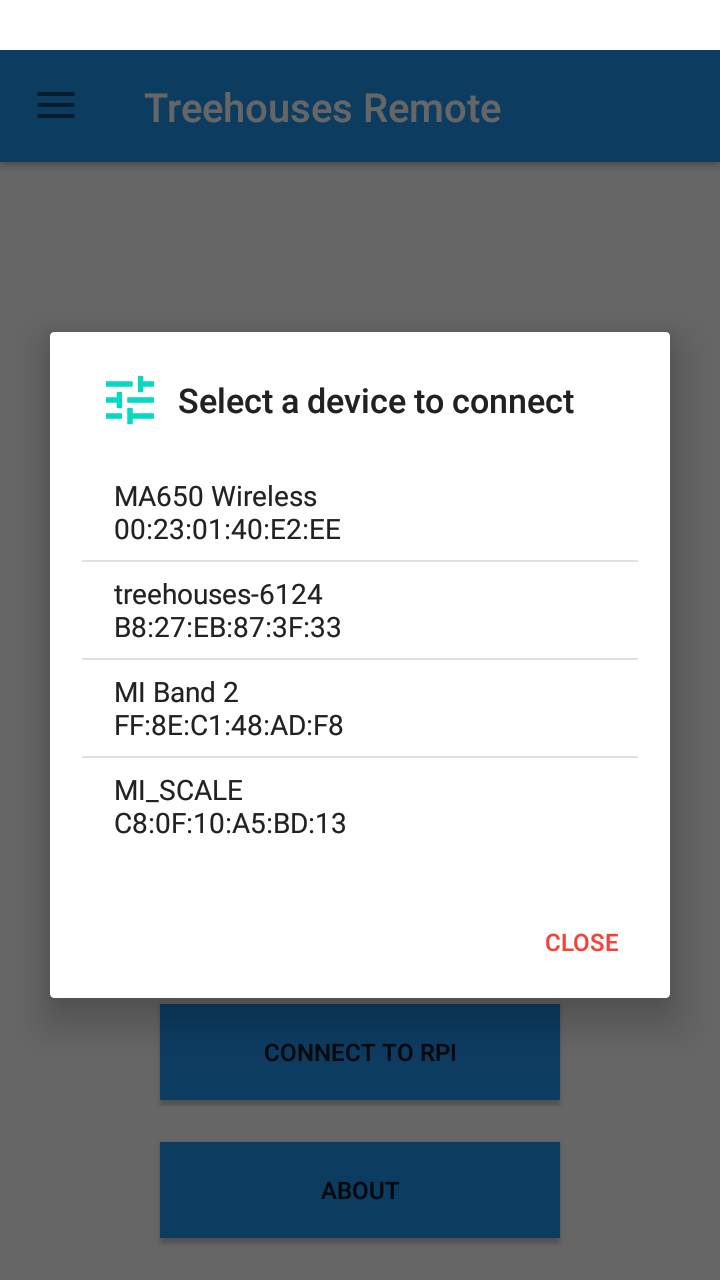 Treehouses Remote
Select a device to connect
MA650 Wireless
00:23:01:40:E2:EE
treehouses-6124
B8:27:EB:87:3F:33
MI Band 2
FF:8E:C1:48:AD:F8
MI_SCALE
C8:0F:10:A5:BD:13
CLOSE
CONNECT TO RPI
ABOUT